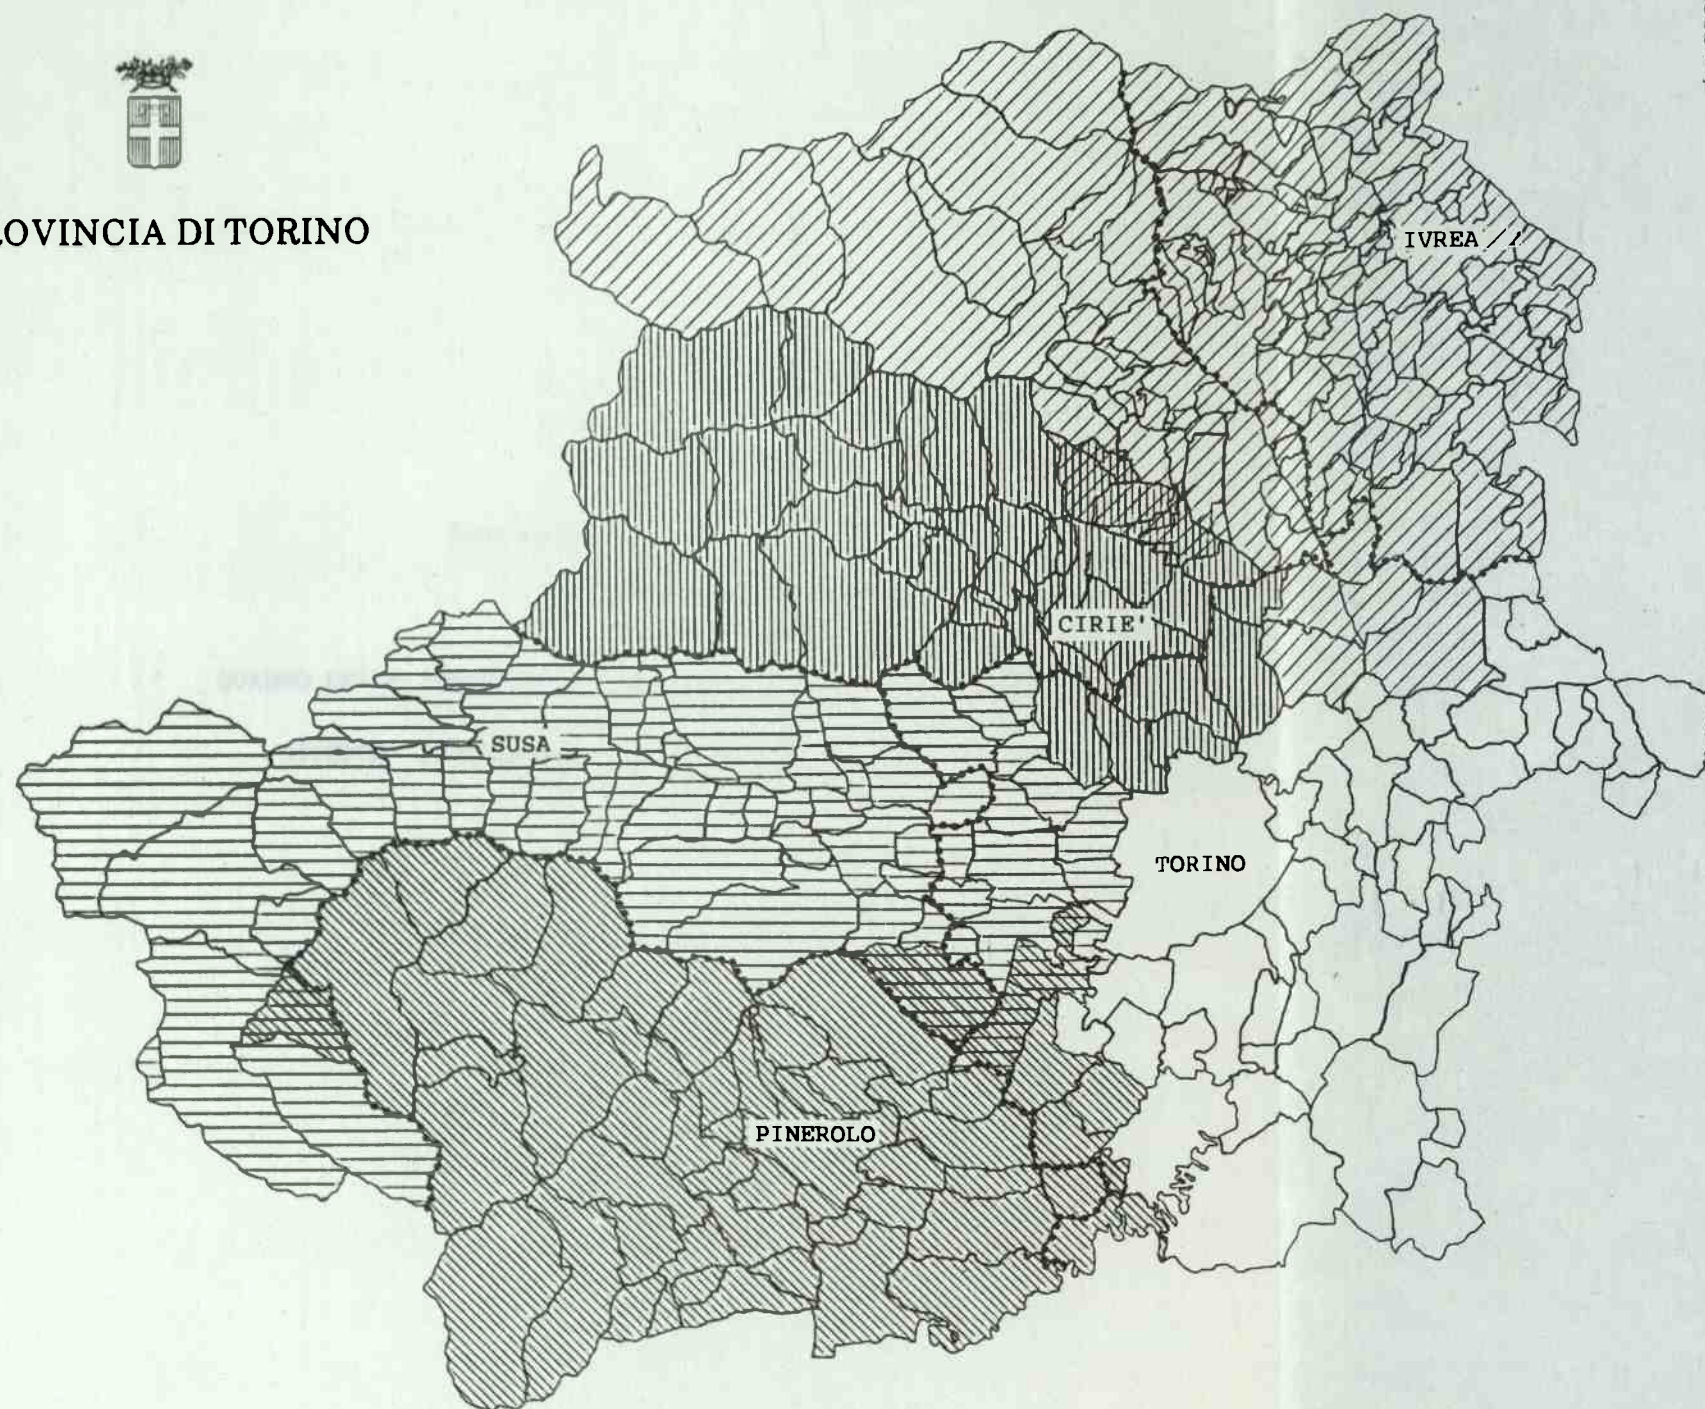 OVINCIA DI TORINO
IVREA
CIRIE'
SUSA
TORINO
PINEROLO